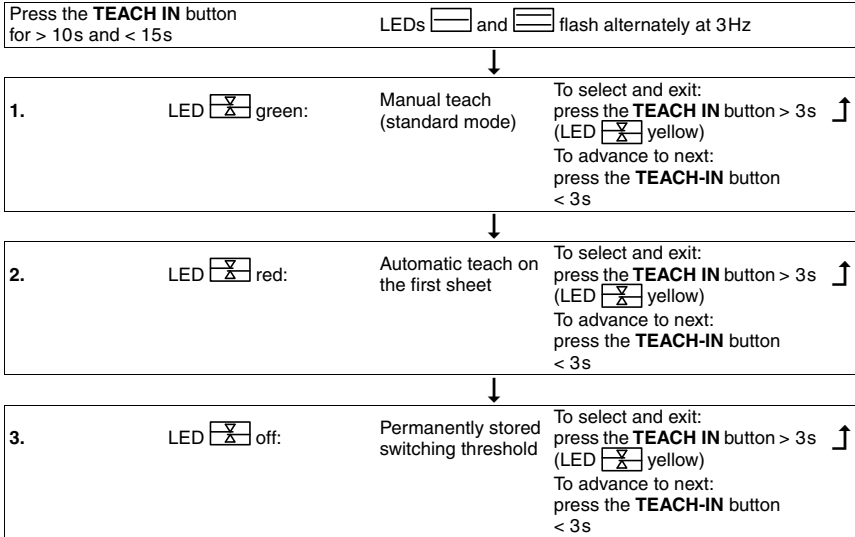 Press the TEACH IN button
for > 10s and < 15s
LEDs and flash alternately at 3Hz
1.
LED green:
Manual teach
(standard mode)
To select and exit:
press the TEACH IN button > 3s
(LED yellow)
To advance to next:
press the TEACH-IN button
< 3s
2.
LED red:
Automatic teach on
the first sheet
To select and exit:
press the TEACH IN button > 3s
(LED yellow)
To advance to next:
press the TEACH-IN button
< 3s
3.
LED off:
Permanently stored
switching threshold
To select and exit:
press the TEACH IN button > 3s
(LED yellow)
To advance to next:
press the TEACH-IN button
< 3s